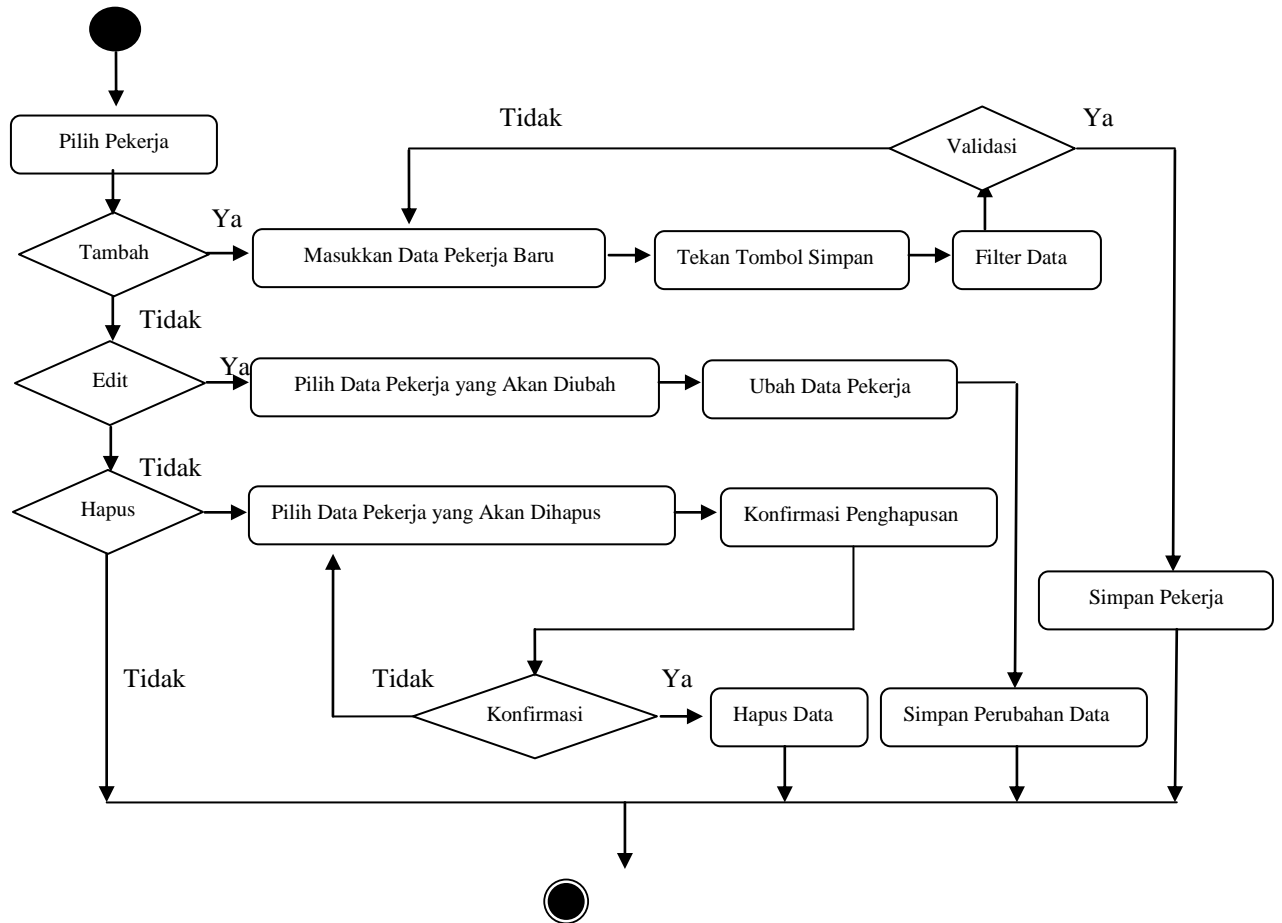 Pilih Pekerja
Tidak
Validasi
Ya
Tambah
Ya
Masukkan Data Pekerja Baru
Tekan Tombol Simpan
Filter Data
Tidak
Edit
Ya
Pilih Data Pekerja yang Akan Diubah
Ubah Data Pekerja
Tidak
Hapus
Pilih Data Pekerja yang Akan Dihapus
Konfirmasi Penghapusan
Simpan Pekerja
Tidak
Tidak
Konfirmasi
Ya
Hapus Data
Simpan Perubahan Data